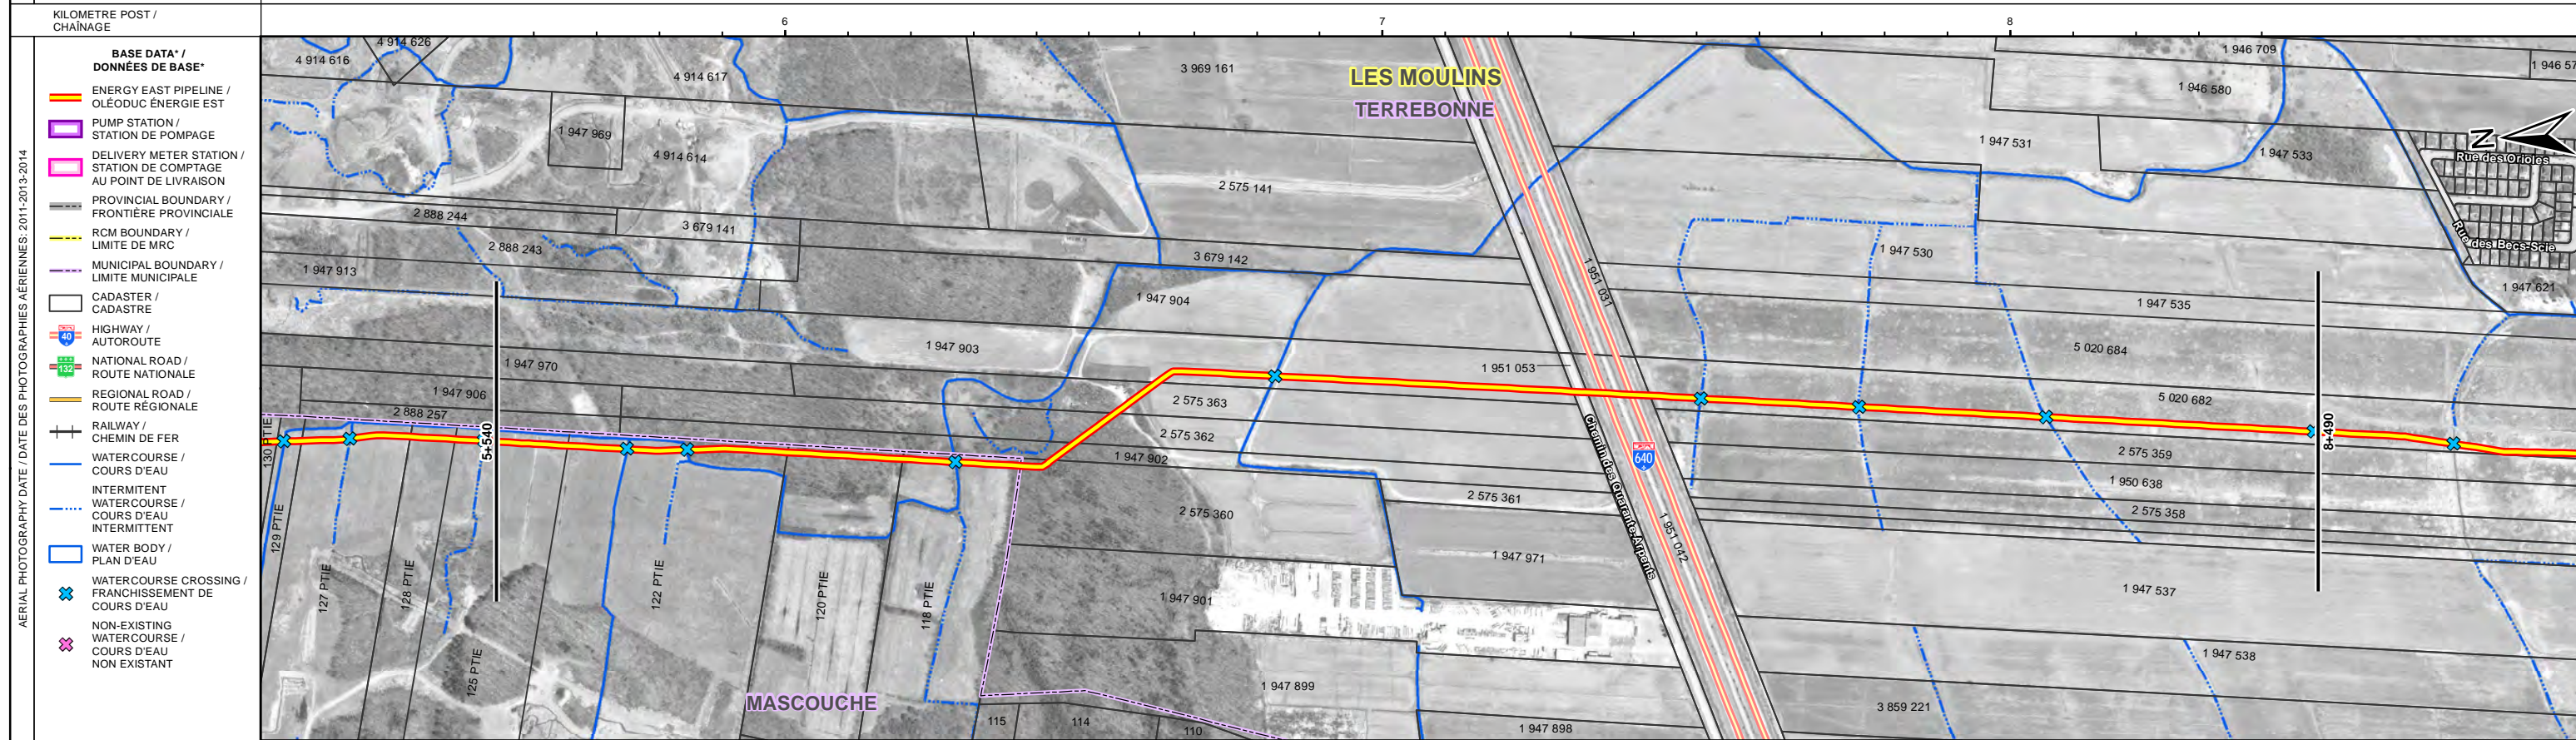 KILOMETRE POST /
CHAÎNAGE
6
7
8
AERIAL PHOTOGRAPHY DATE / DATE DES PHOTOGRAPHIES AÉRIENNES: 2011-2013-2014
BASE DATA* /
DONNÉES DE BASE*
ENERGY EAST PIPELINE /
OLÉODUC ÉNERGIE EST
PUMP STATION /
STATION DE POMPAGE
DELIVERY METER STATION /
STATION DE COMPTAGE
AU POINT DE LIVRAISON
PROVINCIAL BOUNDARY /
FRONTIÈRE PROVINCIALE
RCM BOUNDARY /
LIMITE DE MRC
MUNICIPAL BOUNDARY /
LIMITE MUNICIPALE
CADASTER /
CADASTRE
40
HIGHWAY /
AUTOROUTE
132
NATIONAL ROAD /
ROUTE NATIONALE
REGIONAL ROAD /
ROUTE RÉGIONALE
RAILWAY /
CHEMIN DE FER
WATERCOURSE /
COURS D'EAU
INTERMITENT
WATERCOURSE /
COURS D'EAU
INTERMITTENT
WATER BODY /
PLAN D'EAU
WATERCOURSE CROSSING /
FRANCHISSEMENT DE
COURS D'EAU
NON-EXISTING
WATERCOURSE /
COURS D'EAU
NON EXISTANT
4 914 626
4 914 616
4 914 617
3 969 161
LES MOULINS
TERREBONNE
1 946 709
1 946 57
1 946 580
1 947 969
4 914 614
1 947 531
1 947 533
N
Rue des Orioles
2 575 141
2 888 244
3 679 141
2 888 243
Rue des Becs-Scie
1 947 530
3 679 142
1 947 913
1 951 031
1 947 621
1 947 904
1 947 535
1 947 903
5 020 684
1 947 970
1 951 053
1 947 906
2 575 363
5 020 682
2 888 257
130 PTIE
5+540
2 575 362
8+490
1 947 902
2 575 359
640
Chemin des Quarante-Arpents
1 950 638
2 575 361
2 575 360
2 575 358
129 PTIE
1 951 042
1 947 971
127 PTIE
128 PTIE
122 PTIE
120 PTIE
118 PTIE
1 947 901
1 947 537
1 947 538
125 PTIE
1 947 899
MASCOUCHE
3 859 221
115
114
110
1 947 898